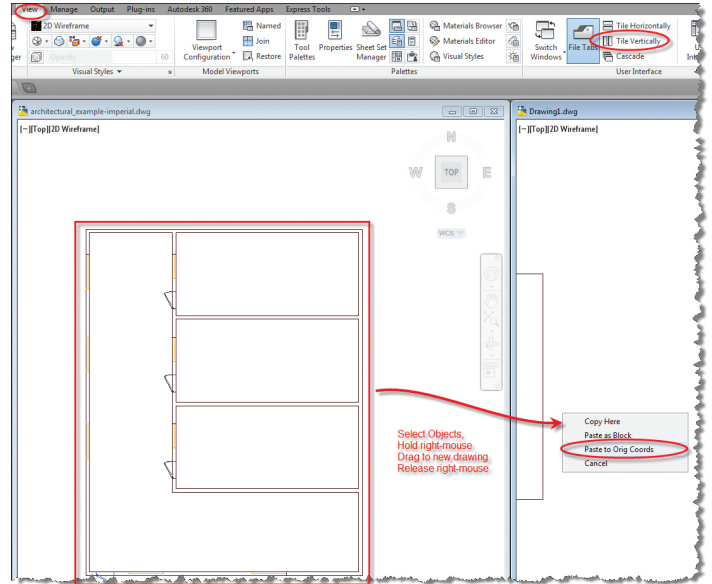 View Manage Output Plug-ins Autodesk 360 Featured Apps Express Tools
2D Wireframe
Opacity 60
Visual Styles
Viewport
Configuration
Named
Join
Restore
Model Viewports
Tool
Palettes
Properties
Sheet Set
Manager
Materials Browser
Materials Editor
Visual Styles
Palettes
Switch
Windows
File Tabs
Tile Horizontally
Tile Vertically
Cascade
User Interface
architectural_example-imperial.dwg
Drawing1.dwg
[−][Top][2D Wireframe]
[−][Top][2D Wireframe]
N
W TOP E
S
WCS
Select Objects,
Hold right-mouse
Drag to new drawing
Release right-mouse
Copy Here
Paste as Block
Paste to Orig Coords
Cancel